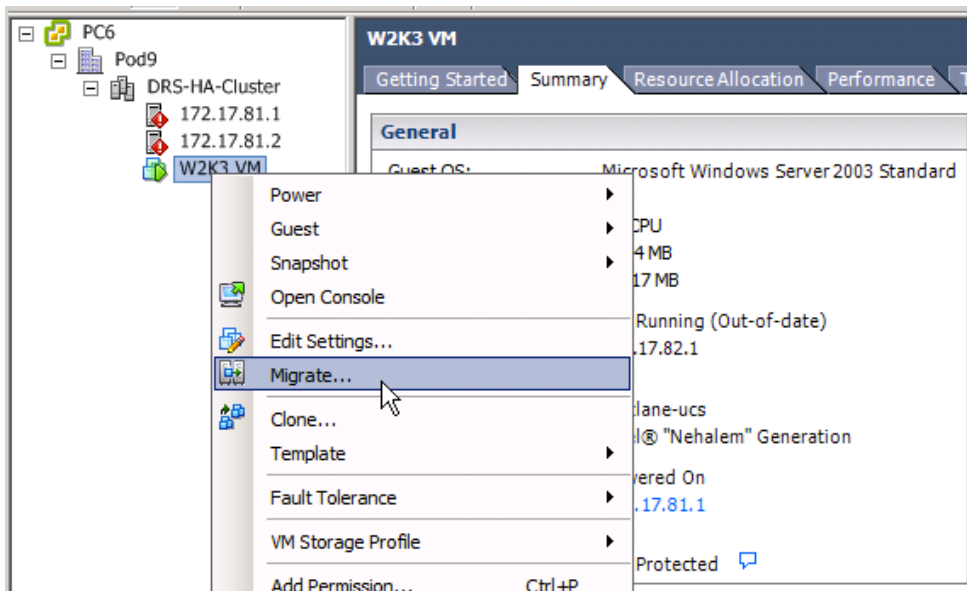 PC6
Pod9
DRS-HA-Cluster
172.17.81.1
172.17.81.2
W2K3 VM
W2K3 VM
Getting Started Summary Resource Allocation Performance
General
Guest OS: Microsoft Windows Server 2003 Standard
CPU
4 MB
17 MB
Running (Out-of-date)
.17.82.1
lane-ucs
® "Nehalem" Generation
ered On
.17.81.1
Protected
Power
Guest
Snapshot
Open Console
Edit Settings...
Migrate...
Clone...
Template
Fault Tolerance
VM Storage Profile
Add Permission... Ctrl+P